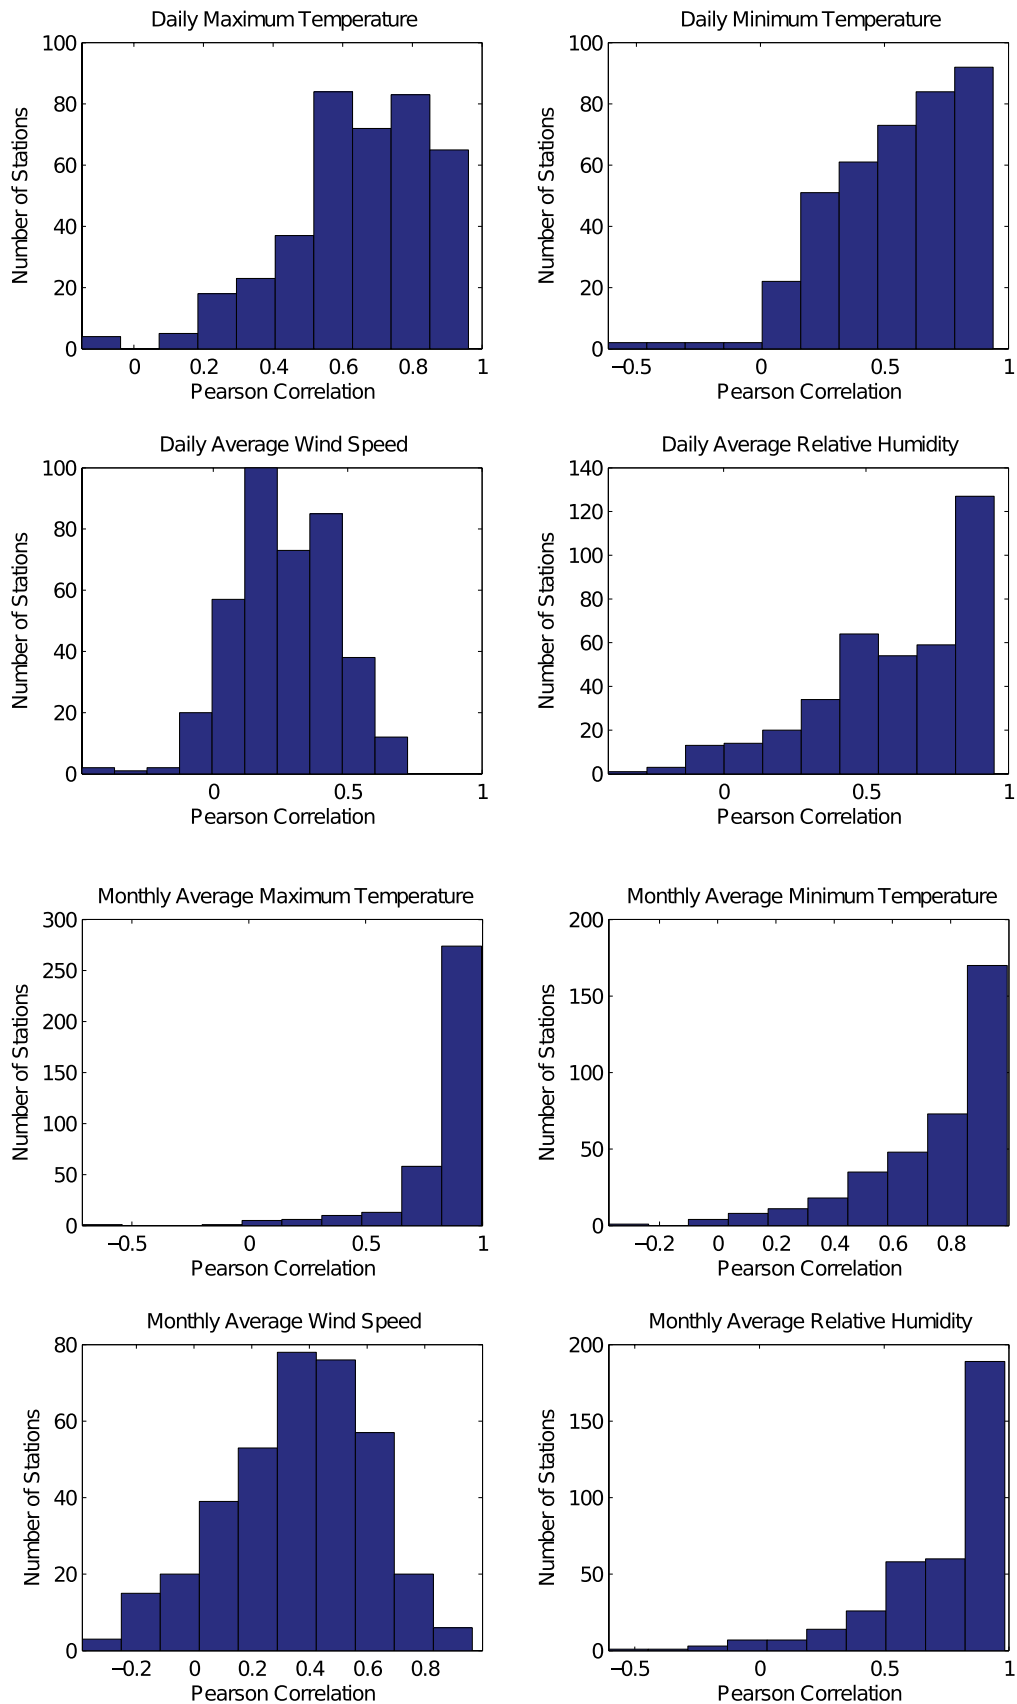 Daily Maximum Temperature
100
80
60
40
20
0
0 0.2 0.4 0.6 0.8 1
Number of Stations
Pearson Correlation
Daily Minimum Temperature
100
80
60
40
20
0
−0.5 0 0.5 1
Number of Stations
Pearson Correlation
Daily Average Wind Speed
100
80
60
40
20
0
0 0.5 1
Number of Stations
Pearson Correlation
Daily Average Relative Humidity
140
120
100
80
60
40
20
0
0 0.5 1
Number of Stations
Pearson Correlation
Monthly Average Maximum Temperature
300
250
200
150
100
50
0
−0.5 0 0.5 1
Number of Stations
Pearson Correlation
Monthly Average Minimum Temperature
200
150
100
50
0
−0.2 0 0.2 0.4 0.6 0.8
Number of Stations
Pearson Correlation
Monthly Average Wind Speed
80
60
40
20
0
−0.2 0 0.2 0.4 0.6 0.8
Number of Stations
Pearson Correlation
Monthly Average Relative Humidity
200
150
100
50
0
−0.5 0 0.5 1
Number of Stations
Pearson Correlation